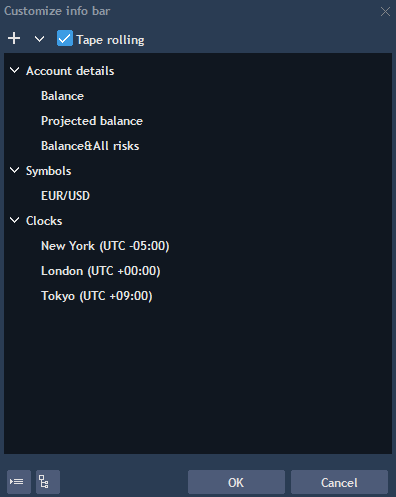 Customize info bar
Tape rolling
Account details
Balance
Projected balance
Balance&All risks
Symbols
EUR/USD
Clocks
New York (UTC -05:00)
London (UTC +00:00)
Tokyo (UTC +09:00)
OK Cancel